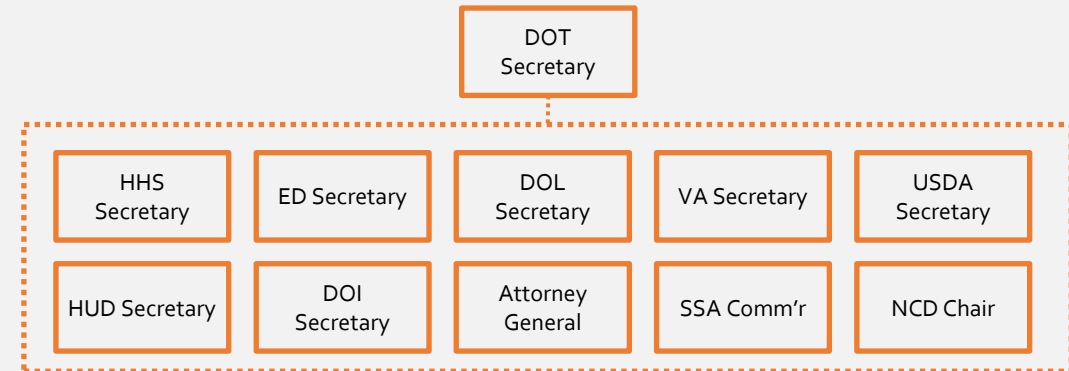 DOT
Secretary
HHS
Secretary
ED Secretary
DOL
Secretary
VA Secretary
USDA
Secretary
HUD Secretary
DOI
Secretary
Attorney
General
SSA Comm'r
NCD Chair